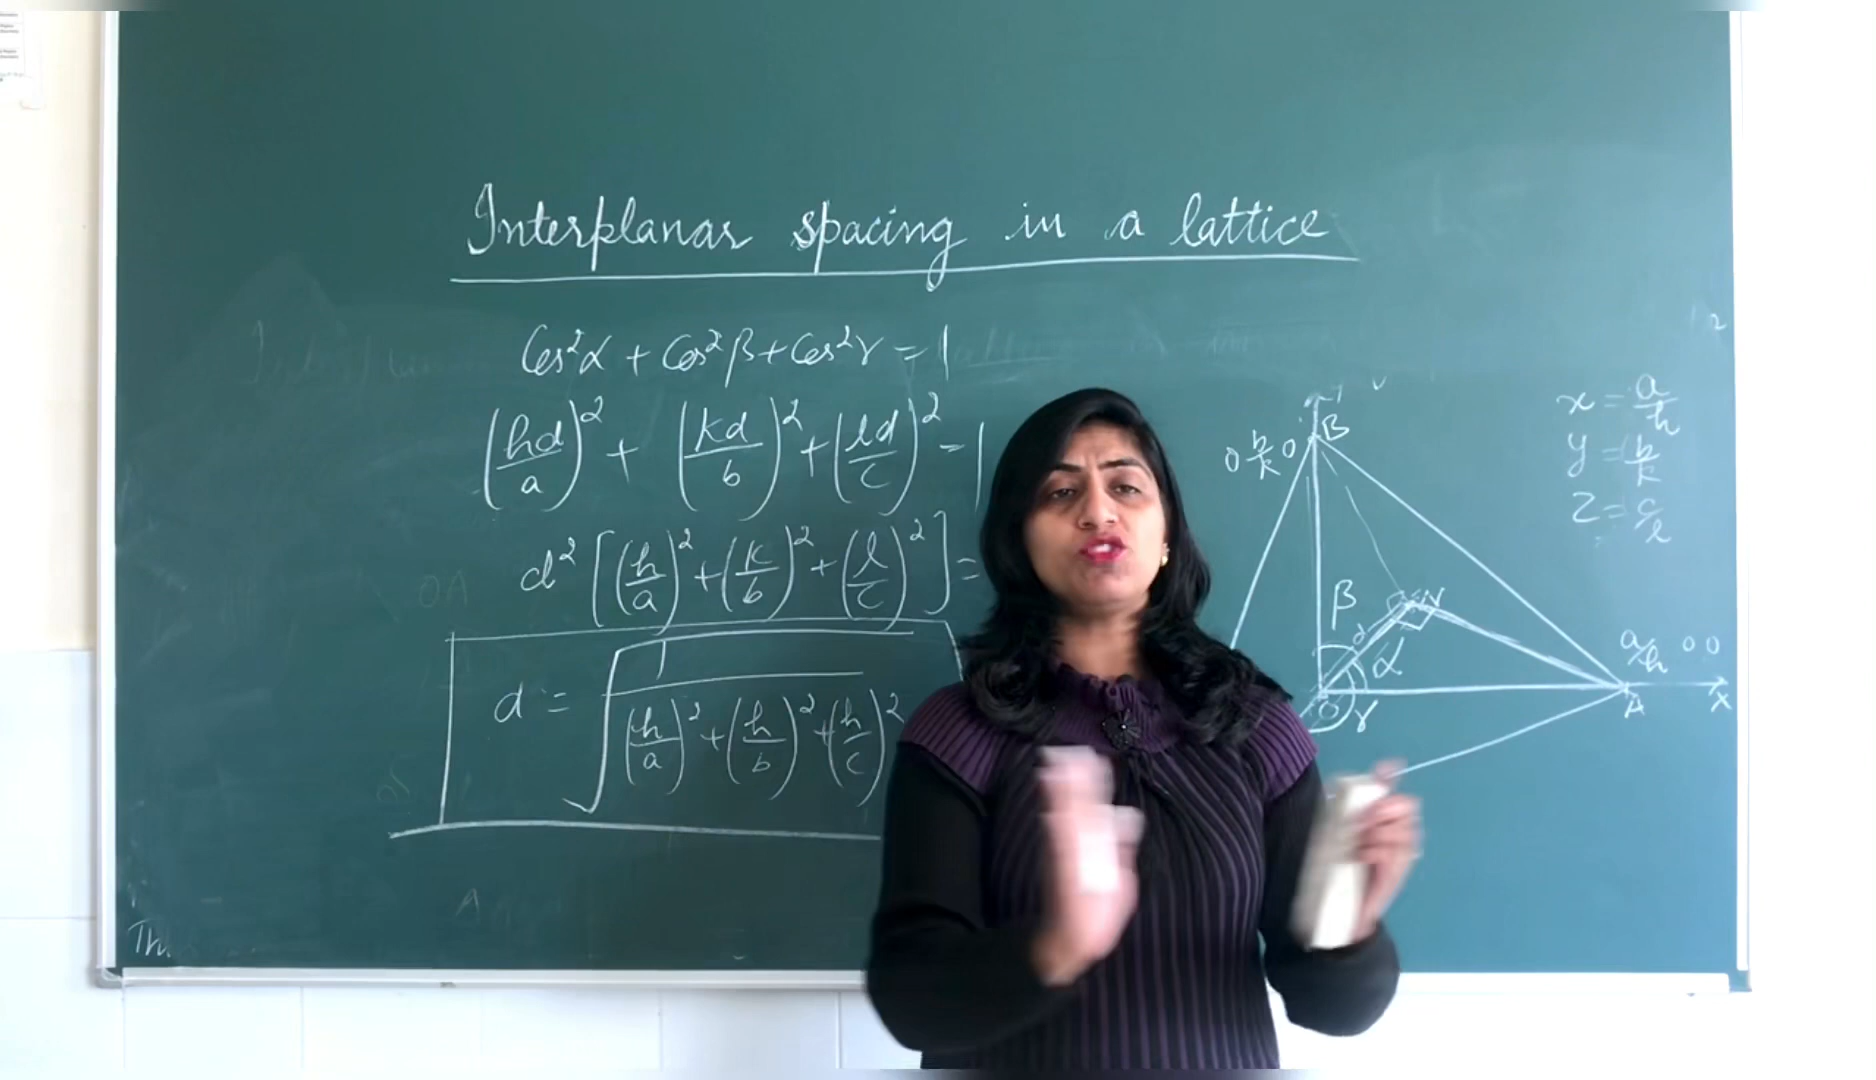 Interplanar spacing in a lattice
Cos²α + Cos²β + Cos²γ = 1
(hd/a)² + (kd/b)² + (ld/c)² = 1
d² [(h/a)² + (k/b)² + (l/c)²] =
d = √1/(h/a)² + (h/b)² + (h/c)²
x = a/h
y = b/k
z = c/l
B
0 b/k 0
β
N
d
α
a/h 0 0
O
γ
A
X
Th